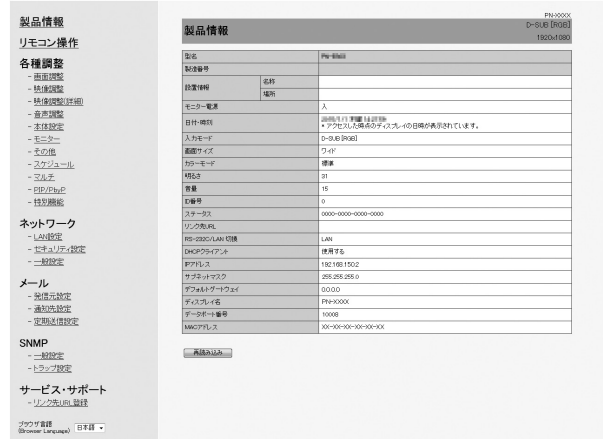 製品情報
リモコン操作
各種調整
- 画面調整
- 映像調整
- 映像調整(詳細)
- 音声調整
- 本体設定
- モニター
- その他
- スケジュール
- マルチ
- PIP/PbyP
- 特別機能
ネットワーク
- LAN設定
- セキュリティ設定
- 一般設定
メール
- 発信元設定
- 通知先設定
- 定期送信設定
SNMP
- 一般設定
- トラップ設定
サービス・サポート
- リンク先URL登録
ブラウザ言語
(Browser Language) 日本語
PN-XXXX
製品情報 D-SUB [RGB]
1920x1080
型名
製造番号
設置情報 名称
場所
モニター電源 入
日付・時刻
* アクセスした時点のディスプレイの日時が表示されています。
入力モード D-SUB [RGB]
画面サイズ ワイド
カラーモード 標準
明るさ 31
音量 15
ID番号 0
ステータス 0000-0000-0000-0000
リンク先URL
RS-232C/LAN 切換 LAN
DHCPクライアント 使用する
IPアドレス 192.168.150.2
サブネットマスク 255.255.255.0
デフォルトゲートウェイ 0.0.0.0
ディスプレイ名 PN-XXXX
データポート番号 10008
MACアドレス XX-XX-XX-XX-XX-XX
再読み込み